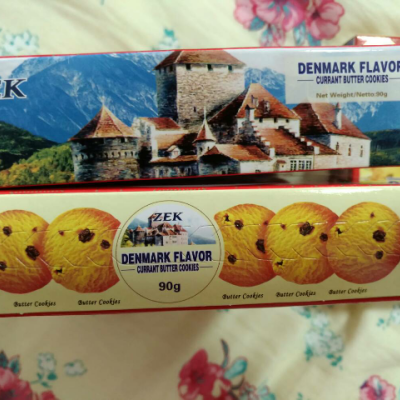 ZEK
DENMARK FLAVOR
CURRANT BUTTER COOKIES
Net Weight/Netto:90g
ZEK
DENMARK FLAVOR
CURRANT BUTTER COOKIES
90g
Butter Cookies
Butter Cookies
Butter Cookies
Butter Cookies
Butter Cookies